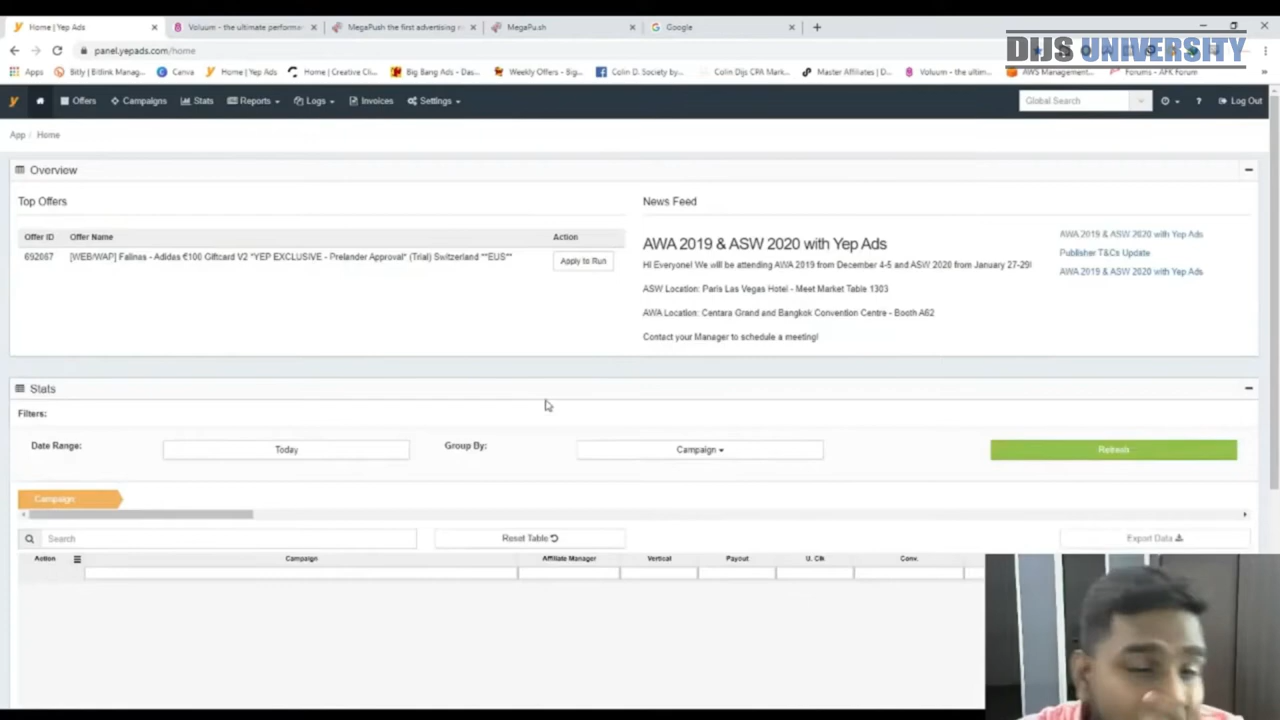 Home | Yep Ads
Voluum - the ultimate performa
MegaPush the first advertising
MegaPu.sh
Google
panel.yepads.com/home
DIJS UNIVERSITY
Apps
Bitly | Bitlink Manag...
Canva
Home | Yep Ads
Home | Creative Cl...
Big Bang Ads - Das...
Weekly Offers - Big...
Colin D. Society by...
Colin Dijs CPA Mark...
Master Affiliates | D...
Voluum - the ultim...
AWS Management...
Forums - AFK Forum
Offers
Campaigns
Stats
Reports
Logs
Invoices
Settings
Global Search
?
Log Out
App / Home
Overview
Top Offers
News Feed
Offer ID Offer Name Action
692067 [WEB/WAP] Falinas - Adidas €100 Giftcard V2 *YEP EXCLUSIVE - Prelander Approval* (Trial) Switzerland **EUS** Apply to Run
AWA 2019 & ASW 2020 with Yep Ads
HI Everyone! We will be attending AWA 2019 from December 4-5 and ASW 2020 from January 27-29!
ASW Location: Paris Las Vegas Hotel - Meet Market Table 1303
AWA Location: Centara Grand and Bangkok Convention Centre - Booth A62
Contact your Manager to schedule a meeting!
AWA 2019 & ASW 2020 with Yep Ads
Publisher T&Cs Update
AWA 2019 & ASW 2020 with Yep Ads
Stats
Filters:
Date Range: Today Group By: Campaign Refresh
Campaign
Search Reset Table Export Data
Action Campaign Affiliate Manager Vertical Payout U. Clk Conv.